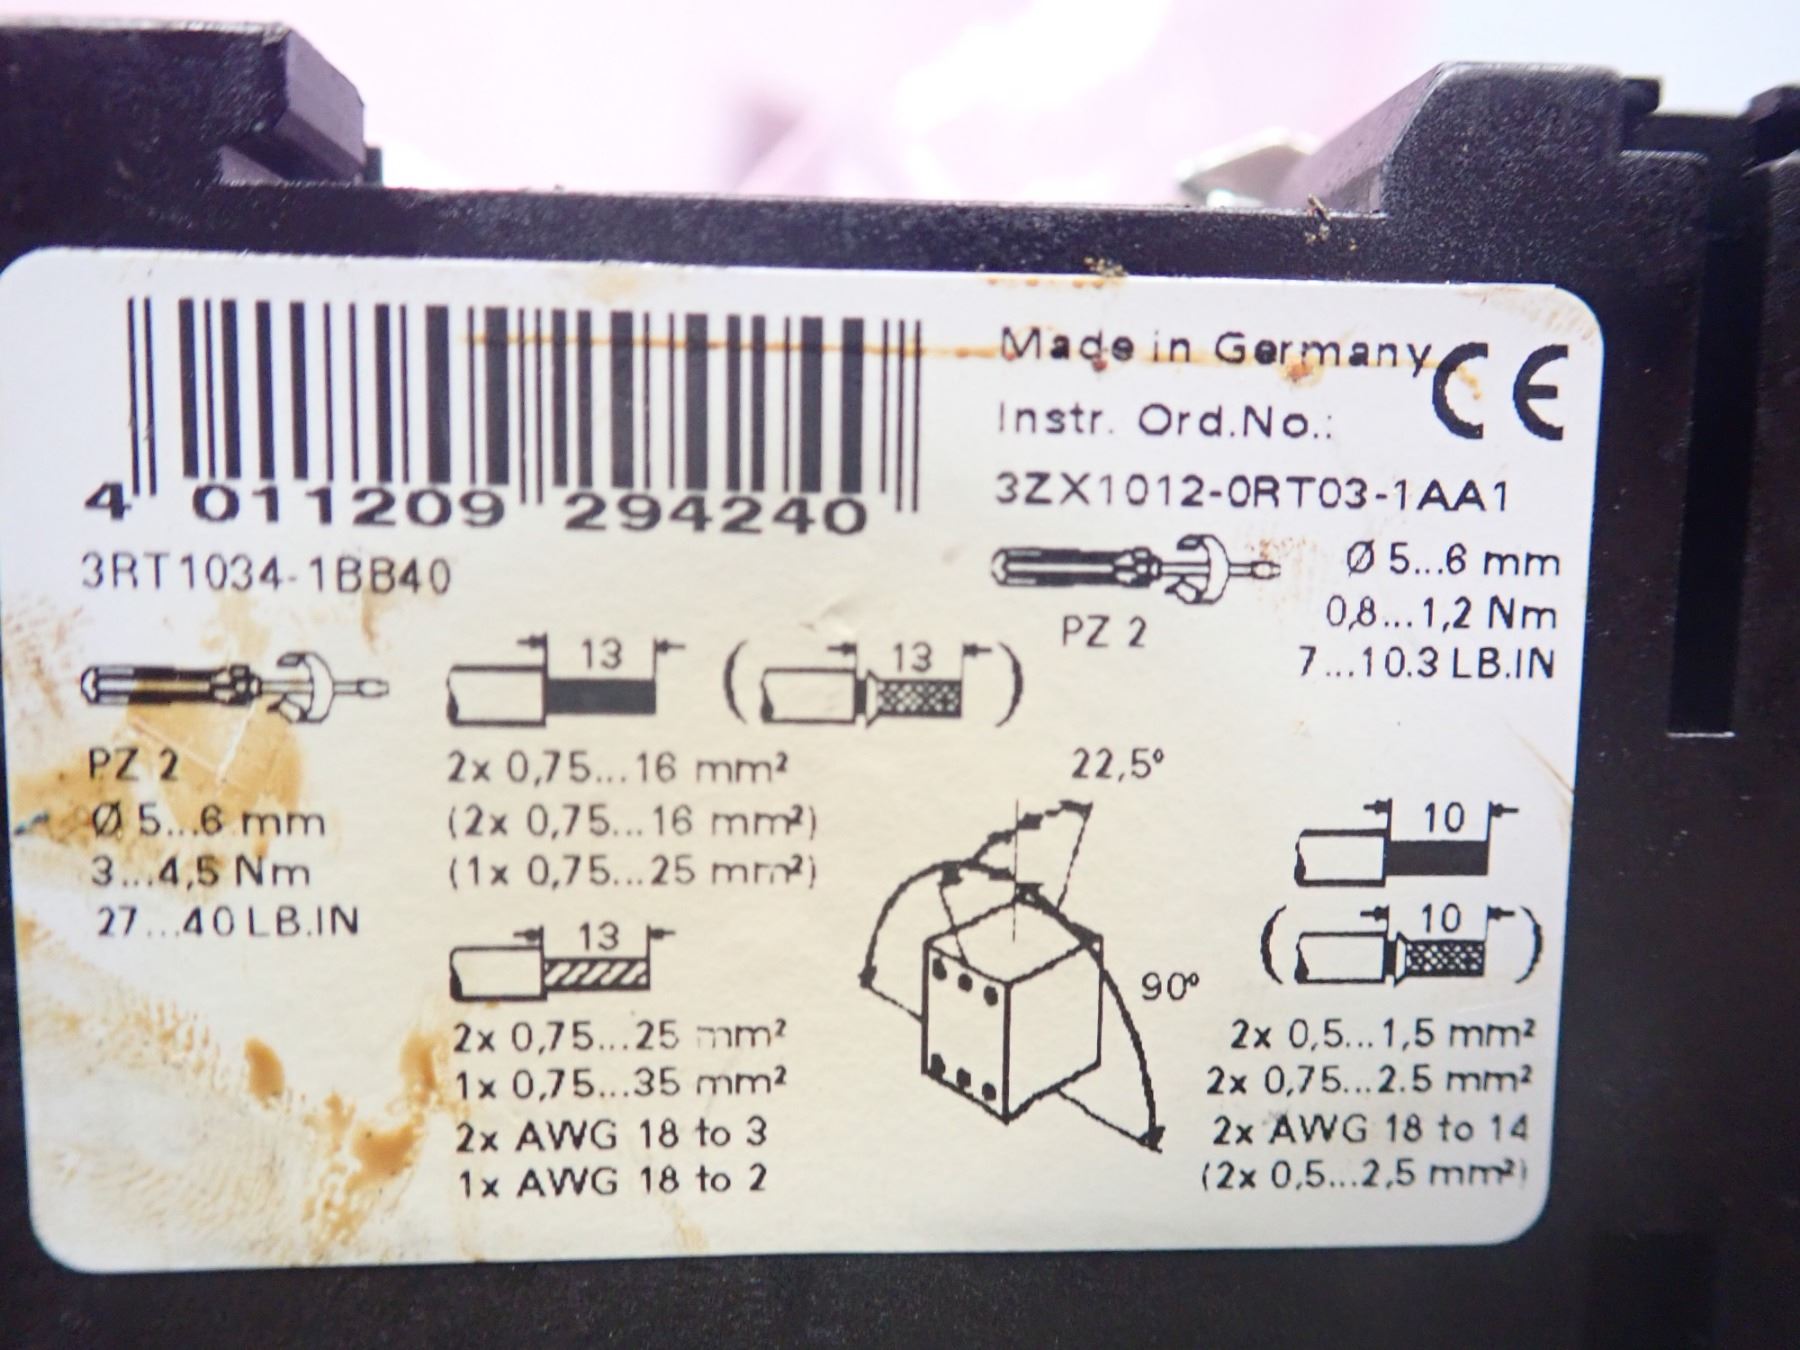 Made in Germany CE
Instr. Ord.No.:
3ZX1012-0RT03-1AA1
4 011209 294240
3RT1034-1BB40
Ø 5...6 mm
0,8...1,2 Nm
7...10.3 LB.IN
PZ 2
13
13
PZ 2
Ø 5...6 mm
3...4,5 Nm
27...40 LB.IN
2x 0,75...16 mm²
(2x 0,75...16 mm²)
(1x 0,75...25 mm²)
13
2x 0,75...25 mm²
1x 0,75...35 mm²
2x AWG 18 to 3
1x AWG 18 to 2
22,5°
90°
10
10
2x 0,5...1,5 mm²
2x 0,75...2.5 mm²
2x AWG 18 to 14
(2x 0,5...2,5 mm²)